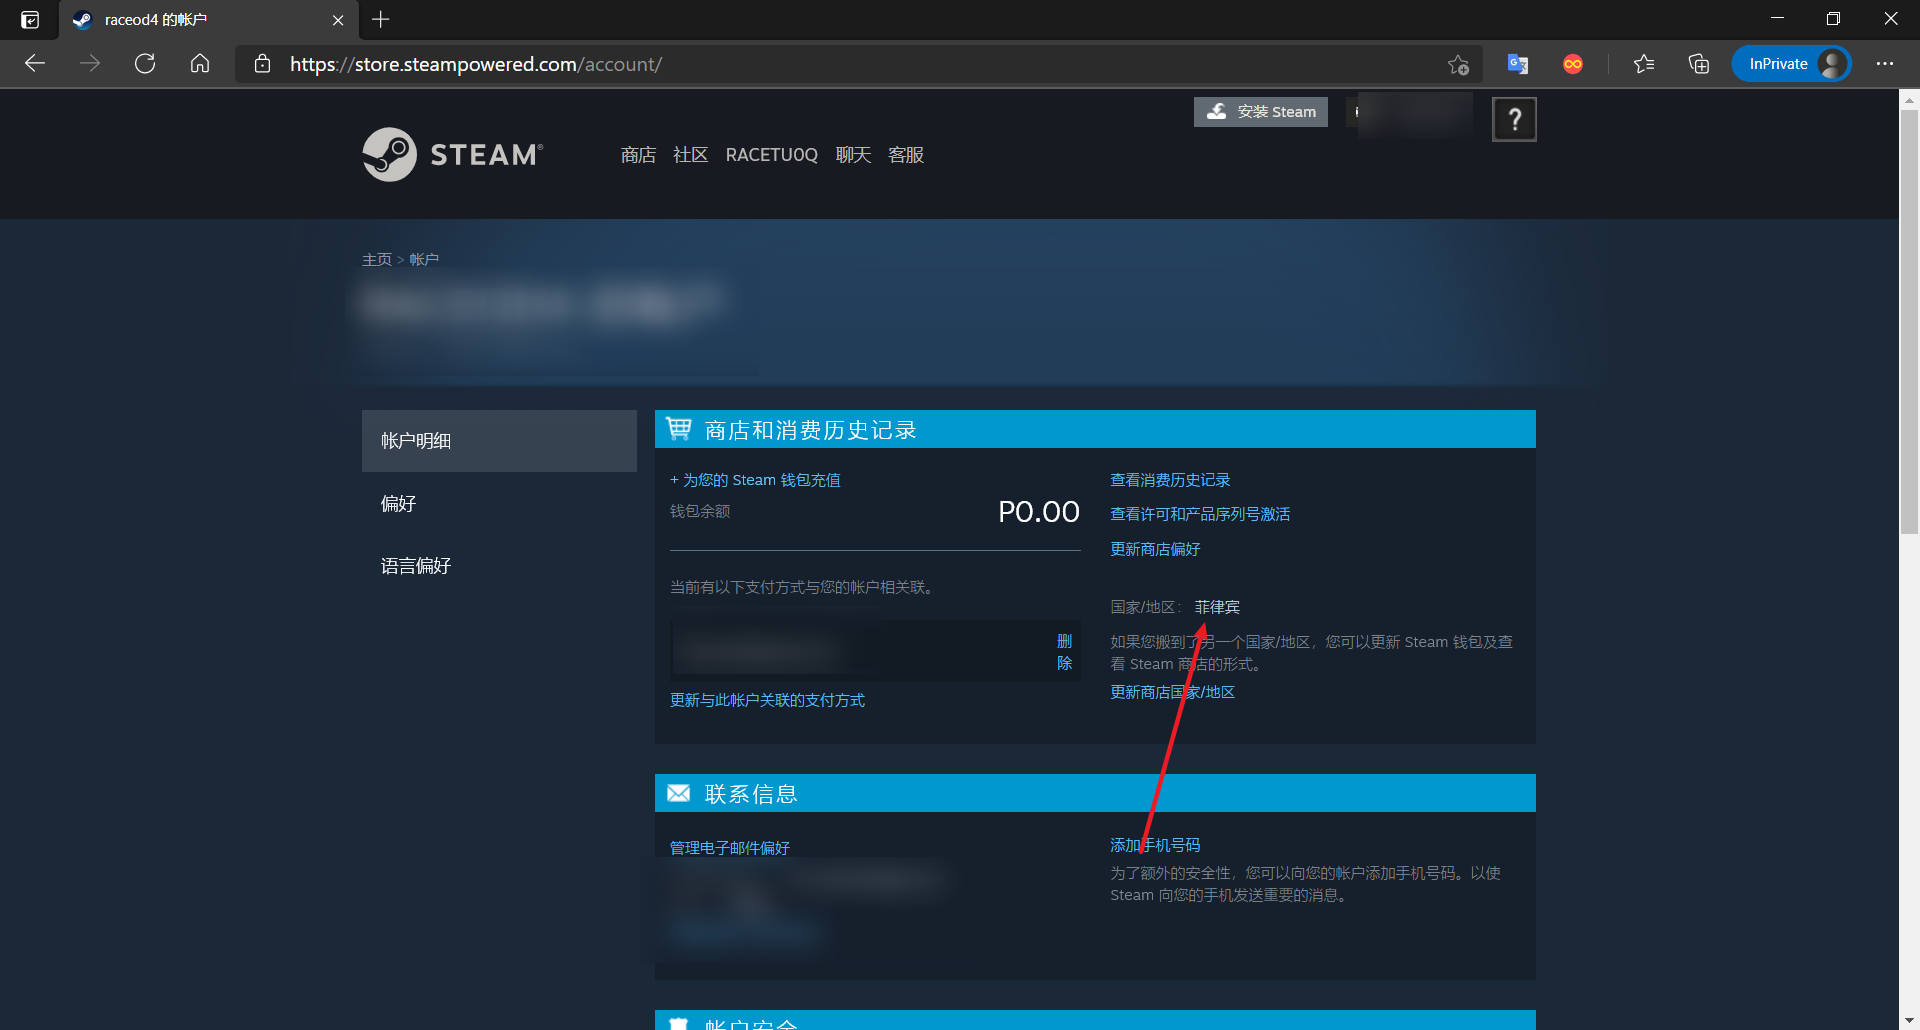 raceod4 的帐户
https://store.steampowered.com/account/
InPrivate
安装 Steam
?
STEAM®
商店 社区 RACETU0Q 聊天 客服
主页 > 帐户
帐户明细
偏好
语言偏好
商店和消费历史记录
+ 为您的 Steam 钱包充值
钱包余额 P0.00
当前有以下支付方式与您的帐户相关联。
删
除
更新与此帐户关联的支付方式
查看消费历史记录
查看许可和产品序列号激活
更新商店偏好
国家/地区： 菲律宾
如果您搬到了另一个国家/地区，您可以更新 Steam 钱包及查
看 Steam 商店的形式。
更新商店国家/地区
联系信息
管理电子邮件偏好
添加手机号码
为了额外的安全性，您可以向您的帐户添加手机号码。以使
Steam 向您的手机发送重要的消息。
帐户安全